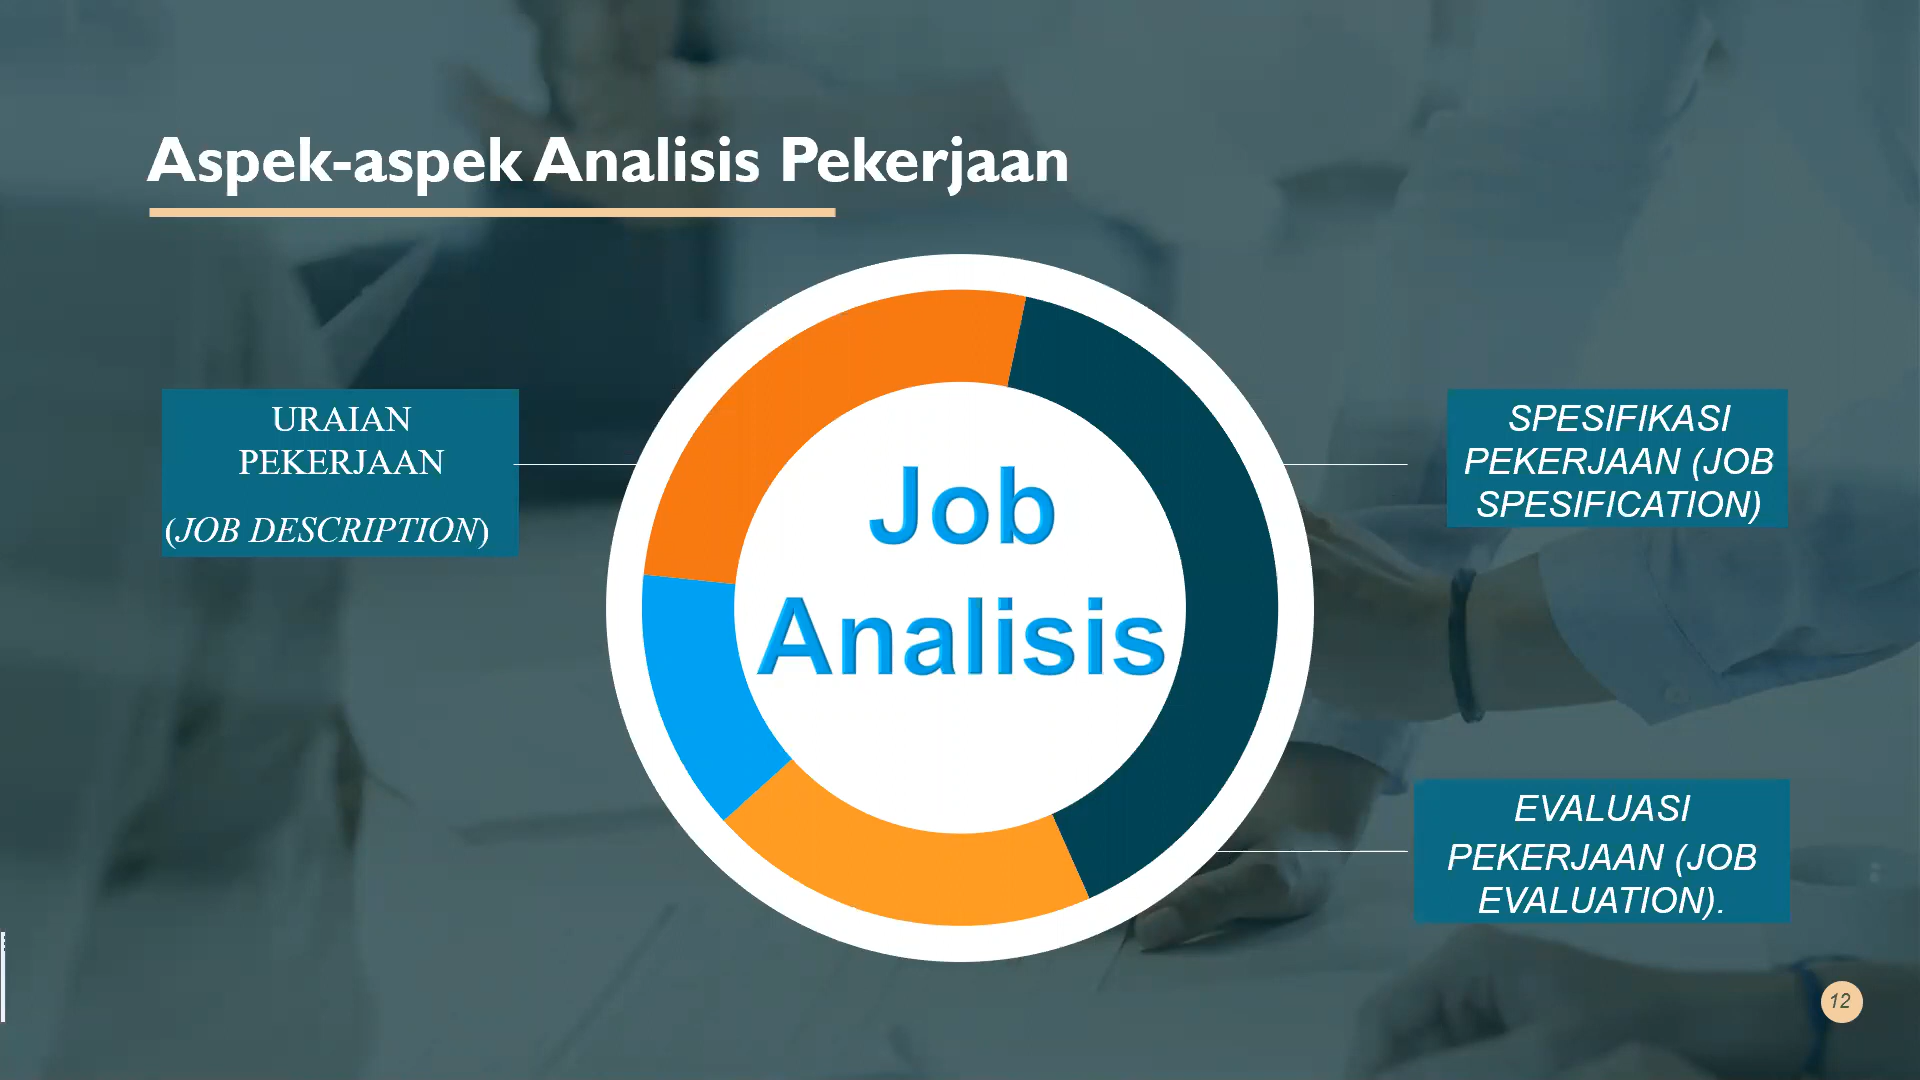 Aspek-aspek Analisis Pekerjaan
URAIAN
PEKERJAAN
(JOB DESCRIPTION)
Job
Analisis
SPESIFIKASI
PEKERJAAN (JOB
SPESIFICATION)
EVALUASI
PEKERJAAN (JOB
EVALUATION).
12